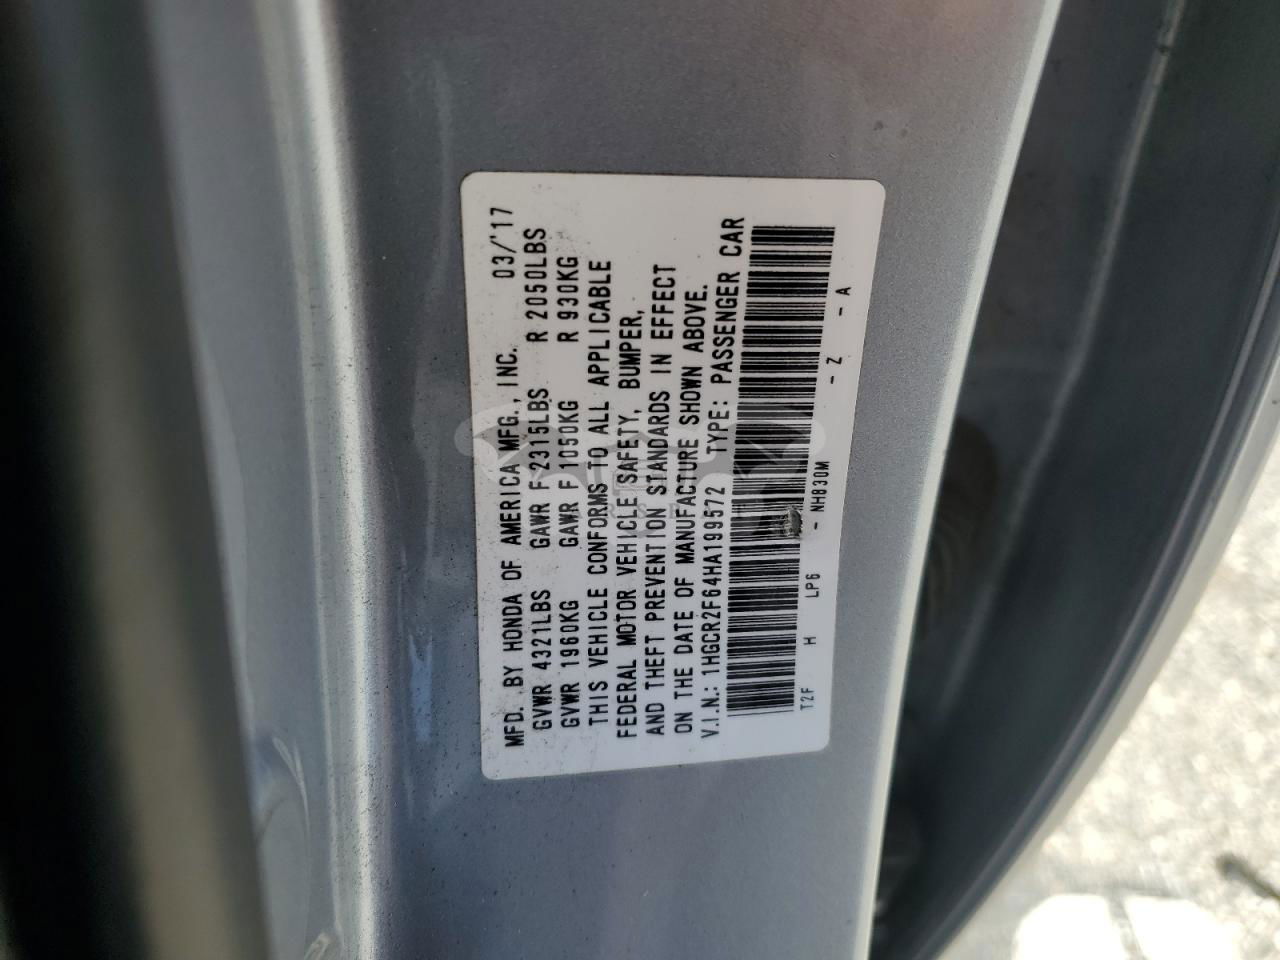 MFD. BY HONDA OF AMERICA MFG., INC. 03/'17
GVWR 4321LBS GAWR F 2315LBS R 2050LBS
GVWR 1960KG GAWR F 1050KG R 930KG
THIS VEHICLE CONFORMS TO ALL APPLICABLE
FEDERAL MOTOR VEHICLE SAFETY, BUMPER,
AND THEFT PREVENTION STANDARDS IN EFFECT
ON THE DATE OF MANUFACTURE SHOWN ABOVE.
V.I.N.: 1HGCR2F64HA199572 TYPE: PASSENGER CAR
T2F H LP6 - NH830M - Z - A